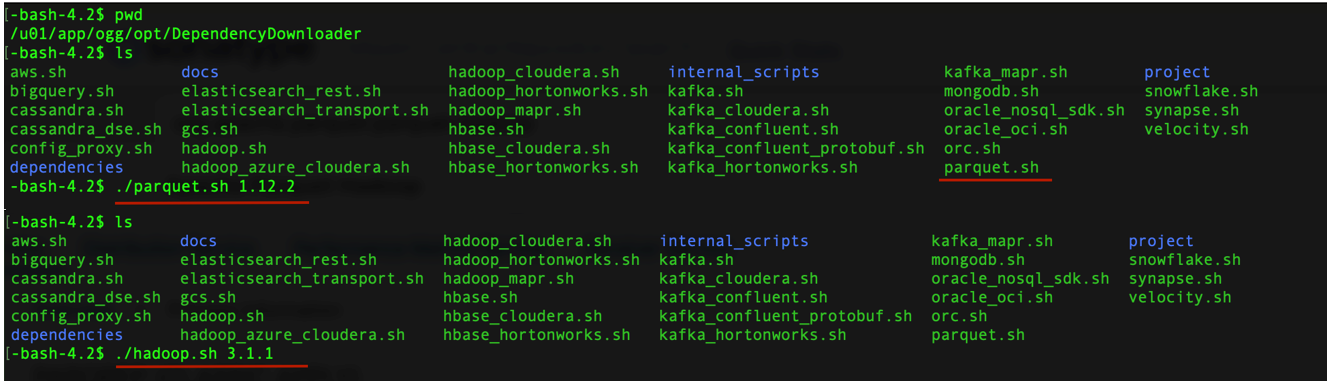 [-bash-4.2$ pwd
/u01/app/ogg/opt/DependencyDownloader
[-bash-4.2$ ls
aws.sh docs hadoop_cloudera.sh internal_scripts kafka_mapr.sh project
bigquery.sh elasticsearch_rest.sh hadoop_hortonworks.sh kafka.sh mongodb.sh snowflake.sh
cassandra.sh elasticsearch_transport.sh hadoop_mapr.sh kafka_cloudera.sh oracle_nosql_sdk.sh synapse.sh
cassandra_dse.sh gcs.sh hbase.sh kafka_confluent.sh oracle_oci.sh velocity.sh
config_proxy.sh hadoop.sh hbase_cloudera.sh kafka_confluent_protobuf.sh orc.sh
dependencies hadoop_azure_cloudera.sh hbase_hortonworks.sh kafka_hortonworks.sh parquet.sh
-bash-4.2$ ./parquet.sh 1.12.2
[-bash-4.2$ ls
aws.sh docs hadoop_cloudera.sh internal_scripts kafka_mapr.sh project
bigquery.sh elasticsearch_rest.sh hadoop_hortonworks.sh kafka.sh mongodb.sh snowflake.sh
cassandra.sh elasticsearch_transport.sh hadoop_mapr.sh kafka_cloudera.sh oracle_nosql_sdk.sh synapse.sh
cassandra_dse.sh gcs.sh hbase.sh kafka_confluent.sh oracle_oci.sh velocity.sh
config_proxy.sh hadoop.sh hbase_cloudera.sh kafka_confluent_protobuf.sh orc.sh
dependencies hadoop_azure_cloudera.sh hbase_hortonworks.sh kafka_hortonworks.sh parquet.sh
[-bash-4.2$ ./hadoop.sh 3.1.1